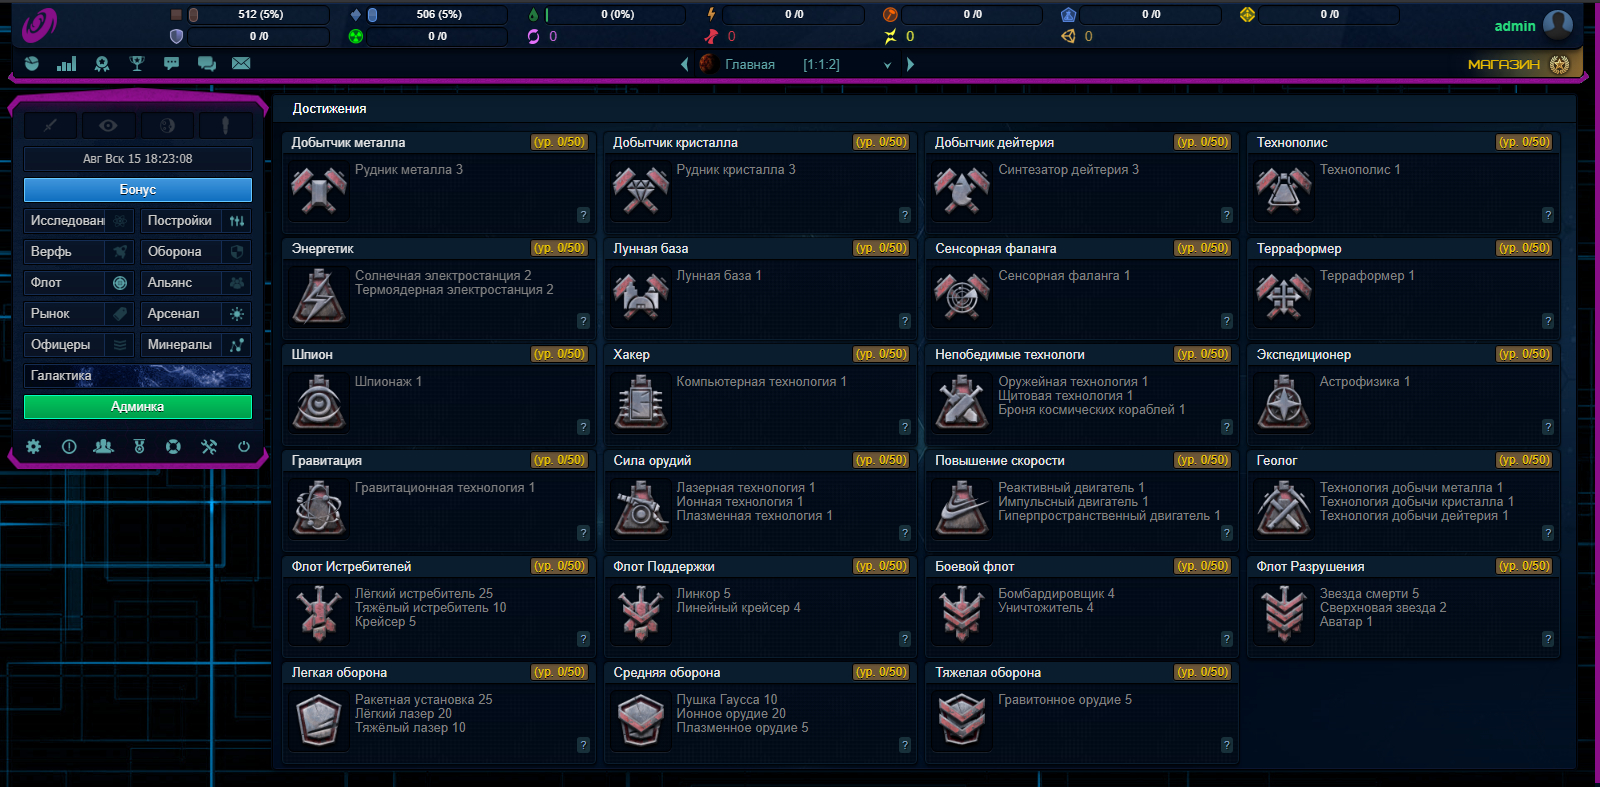 512 (5%)
506 (5%)
0 (0%)
0 /0
0 /0
0 /0
0 /0
0 /0
0 /0
0
0
0
0
admin
Главная [1:1:2]
МАГАЗИН
Авг Вск 15 18:23:08
Бонус
Исследован
Постройки
Верфь
Оборона
Флот
Альянс
Рынок
Арсенал
Офицеры
Минералы
Галактика
Админка
Достижения
Добытчик металла (ур. 0/50)
Рудник металла 3
?
Добытчик кристалла (ур. 0/50)
Рудник кристалла 3
?
Добытчик дейтерия (ур. 0/50)
Синтезатор дейтерия 3
?
Технополис (ур. 0/50)
Технополис 1
?
Энергетик (ур. 0/50)
Солнечная электростанция 2
Термоядерная электростанция 2
?
Лунная база (ур. 0/50)
Лунная база 1
?
Сенсорная фаланга (ур. 0/50)
Сенсорная фаланга 1
?
Терраформер (ур. 0/50)
Терраформер 1
?
Шпион (ур. 0/50)
Шпионаж 1
?
Хакер (ур. 0/50)
Компьютерная технология 1
?
Непобедимые технологи (ур. 0/50)
Оружейная технология 1
Щитовая технология 1
Броня космических кораблей 1
?
Экспедиционер (ур. 0/50)
Астрофизика 1
?
Гравитация (ур. 0/50)
Гравитационная технология 1
?
Сила орудий (ур. 0/50)
Лазерная технология 1
Ионная технология 1
Плазменная технология 1
?
Повышение скорости (ур. 0/50)
Реактивный двигатель 1
Импульсный двигатель 1
Гиперпространственный двигатель 1
?
Геолог (ур. 0/50)
Технология добычи металла 1
Технология добычи кристалла 1
Технология добычи дейтерия 1
?
Флот Истребителей (ур. 0/50)
Лёгкий истребитель 25
Тяжёлый истребитель 10
Крейсер 5
?
Флот Поддержки (ур. 0/50)
Линкор 5
Линейный крейсер 4
?
Боевой флот (ур. 0/50)
Бомбардировщик 4
Уничтожитель 4
?
Флот Разрушения (ур. 0/50)
Звезда смерти 5
Сверхновая звезда 2
Аватар 1
?
Легкая оборона (ур. 0/50)
Ракетная установка 25
Лёгкий лазер 20
Тяжёлый лазер 10
?
Средняя оборона (ур. 0/50)
Пушка Гаусса 10
Ионное орудие 20
Плазменное орудие 5
?
Тяжелая оборона (ур. 0/50)
Гравитонное орудие 5
?